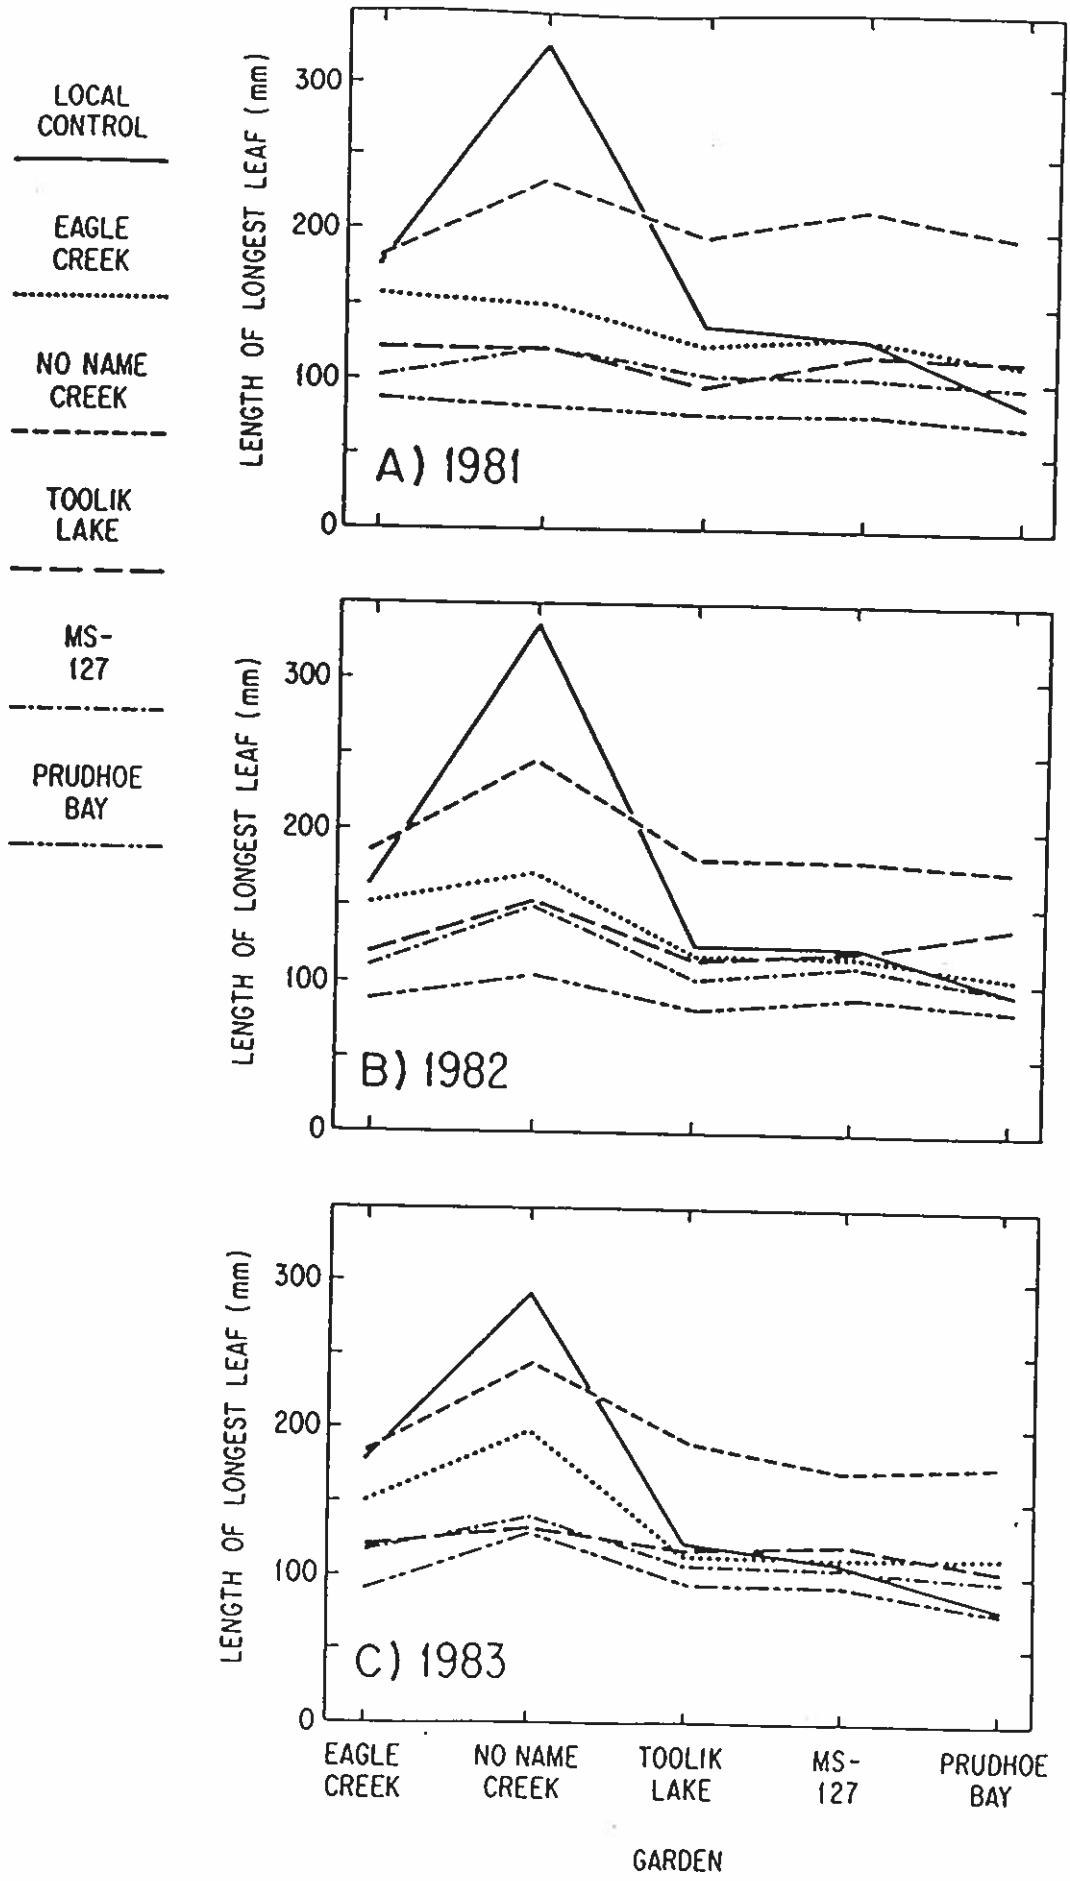 LOCAL
CONTROL
EAGLE
CREEK
NO NAME
CREEK
TOOLIK
LAKE
MS-
127
PRUDHOE
BAY
LENGTH OF LONGEST LEAF (mm)
300
200
100
0
A) 1981
LENGTH OF LONGEST LEAF (mm)
300
200
100
0
B) 1982
LENGTH OF LONGEST LEAF (mm)
300
200
100
0
C) 1983
EAGLE
CREEK
NO NAME
CREEK
TOOLIK
LAKE
MS-
127
PRUDHOE
BAY
GARDEN